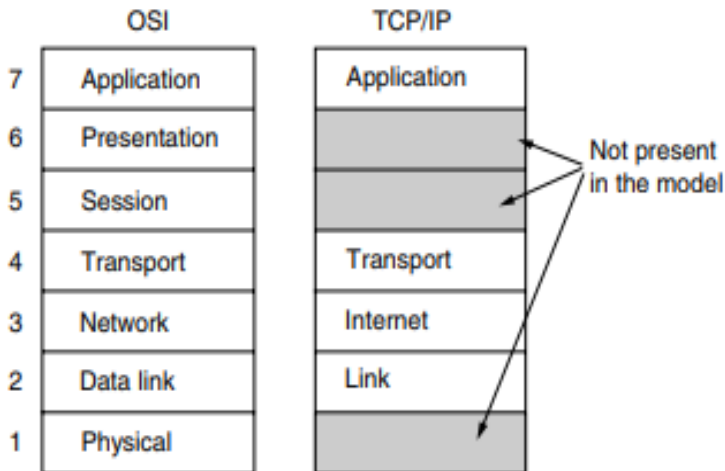 OSI TCP/IP
7 Application Application
6 Presentation
Not present
in the model
5 Session
4 Transport Transport
3 Network Internet
2 Data link Link
1 Physical